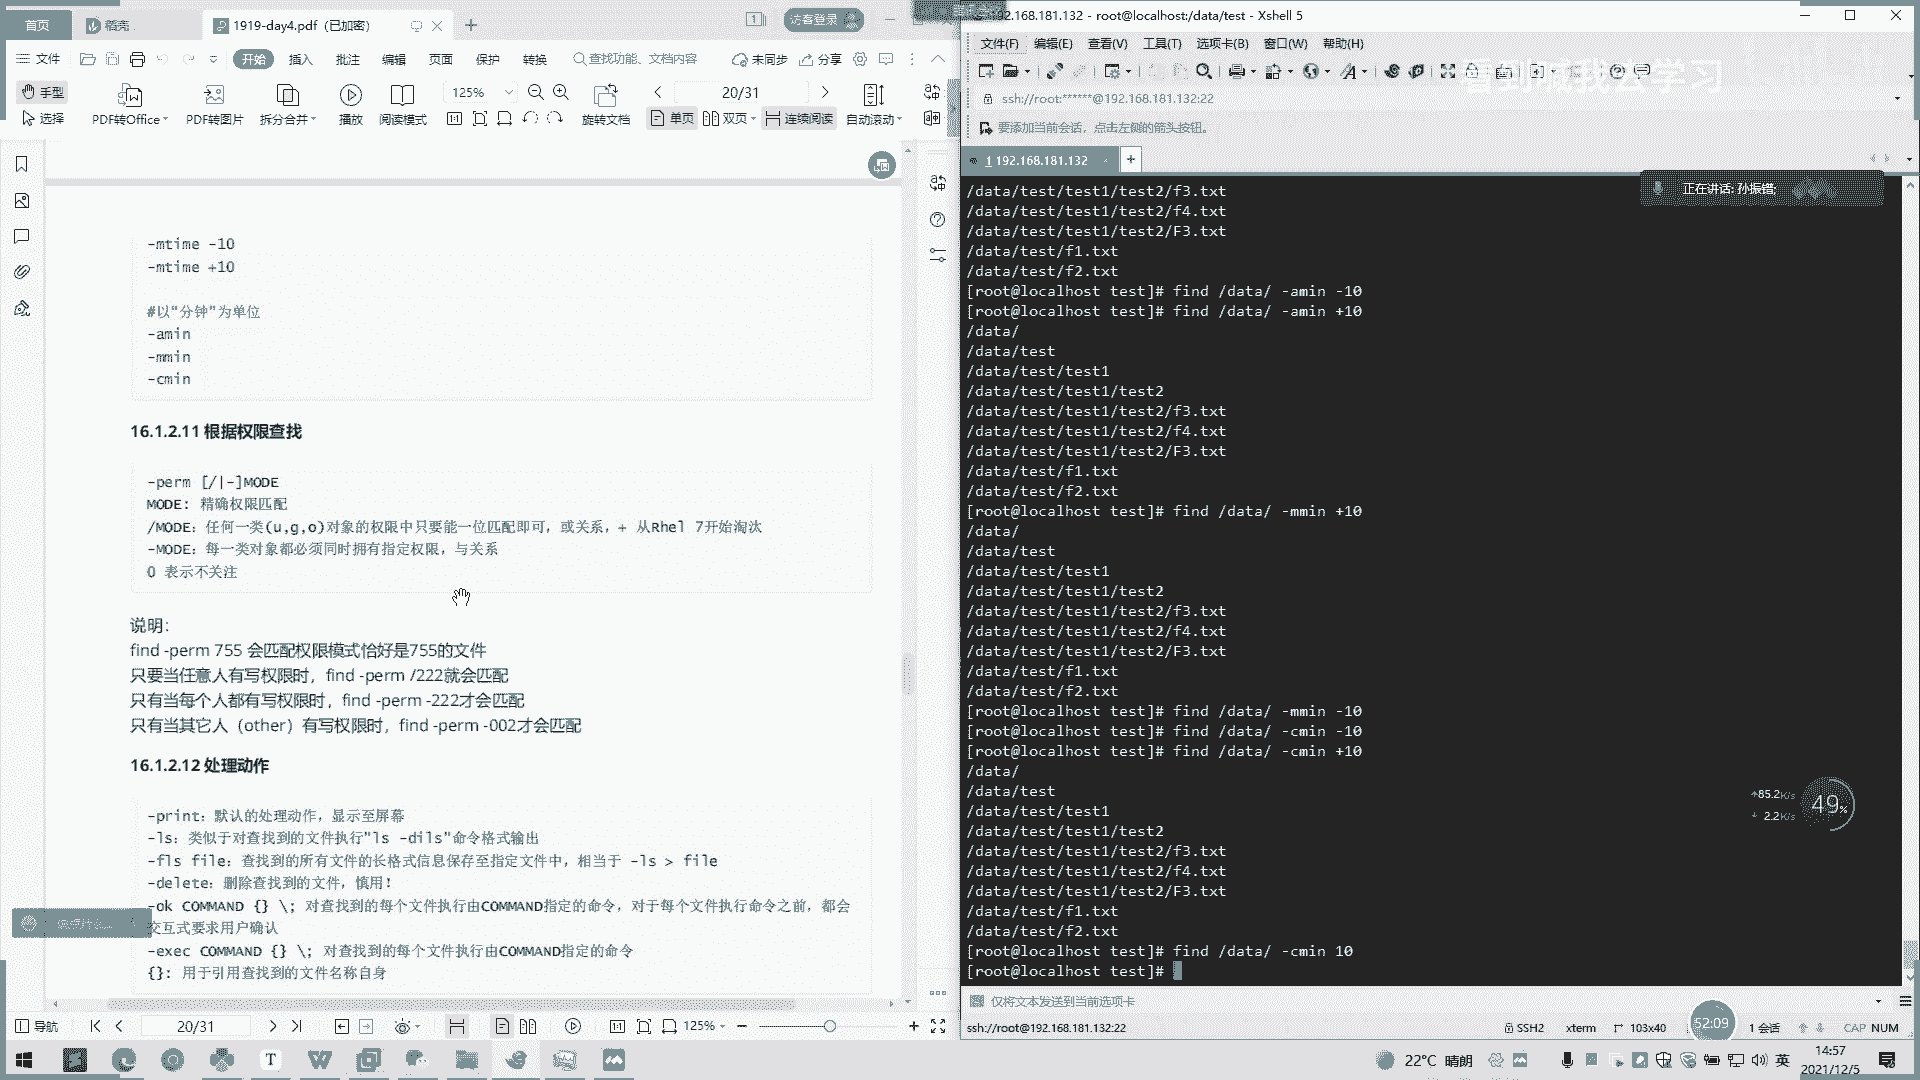 首页
稻壳
1919-day4.pdf (已加密)
访客登录
文件
开始
插入
批注
编辑
页面
保护
转换
查找功能、文档内容
未同步
分享
手型
选择
PDF转Office
PDF转图片
拆分合并
播放
阅读模式
125%
旋转文档
20/31
单页
双页
连续阅读
自动滚动
-mtime -10
-mtime +10
#以“分钟”为单位
-amin
-mmin
-cmin
16.1.2.11 根据权限查找
-perm [/|-]MODE
MODE: 精确权限匹配
/MODE: 任何一类(u,g,o)对象的权限中只要能一位匹配即可，或关系，+ 从Rhel 7开始淘汰
-MODE: 每一类对象都必须同时拥有指定权限，与关系
0 表示不关注
说明:
find -perm 755 会匹配权限模式恰好是755的文件
只要当任意人有写权限时，find -perm /222就会匹配
只有当每个人都有写权限时，find -perm -222才会匹配
只有当其它人（other）有写权限时，find -perm -002才会匹配
16.1.2.12 处理动作
-print: 默认的处理动作，显示至屏幕
-ls: 类似于对查找到的文件执行"ls -dils"命令格式输出
-fls file: 查找到的所有文件的长格式信息保存至指定文件中，相当于 -ls > file
-delete: 删除查找到的文件，慎用!
-ok COMMAND {} \; 对查找到的每个文件执行由COMMAND指定的命令，对于每个文件执行命令之前，都会
交互式要求用户确认
-exec COMMAND {} \; 对查找到的每个文件执行由COMMAND指定的命令
{}: 用于引用查找到的文件名称自身
导航
20/31
125%
192.168.181.132 - root@localhost:/data/test - Xshell 5
文件(F)
编辑(E)
查看(V)
工具(T)
选项卡(B)
窗口(W)
帮助(H)
看到喊我去学习
ssh://root:******@192.168.181.132:22
要添加当前会话，点击左侧的箭头按钮。
1 192.168.181.132
正在讲话: 孙振锴;
/data/test/test1/test2/f3.txt
/data/test/test1/test2/f4.txt
/data/test/test1/test2/F3.txt
/data/test/f1.txt
/data/test/f2.txt
[root@localhost test]# find /data/ -amin -10
[root@localhost test]# find /data/ -amin +10
/data/
/data/test
/data/test/test1
/data/test/test1/test2
/data/test/test1/test2/f3.txt
/data/test/test1/test2/f4.txt
/data/test/test1/test2/F3.txt
/data/test/f1.txt
/data/test/f2.txt
[root@localhost test]# find /data/ -mmin +10
/data/
/data/test
/data/test/test1
/data/test/test1/test2
/data/test/test1/test2/f3.txt
/data/test/test1/test2/f4.txt
/data/test/test1/test2/F3.txt
/data/test/f1.txt
/data/test/f2.txt
[root@localhost test]# find /data/ -mmin -10
[root@localhost test]# find /data/ -cmin -10
[root@localhost test]# find /data/ -cmin +10
/data/
/data/test
/data/test/test1
/data/test/test1/test2
/data/test/test1/test2/f3.txt
/data/test/test1/test2/f4.txt
/data/test/test1/test2/F3.txt
/data/test/f1.txt
/data/test/f2.txt
[root@localhost test]# find /data/ -cmin 10
[root@localhost test]#
85.2K/s
2.2K/s
49%
仅将文本发送到当前选项卡
ssh://root@192.168.181.132:22
SSH2
xterm
103x40
52:09
1 会话
CAP NUM
22°C 晴朗
英
14:57
2021/12/5